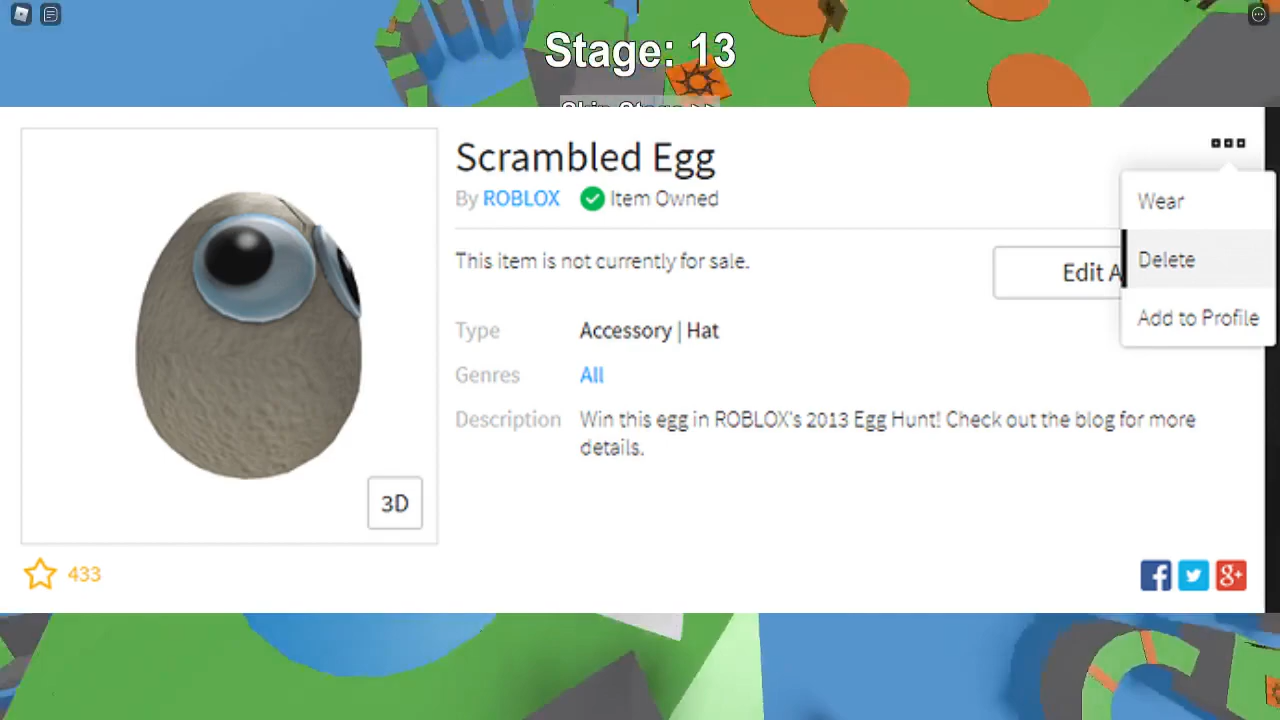 Stage: 13
Scrambled Egg
By ROBLOX Item Owned
Wear
This item is not currently for sale.
Edit A
Delete
Add to Profile
Type Accessory | Hat
Genres All
Description Win this egg in ROBLOX's 2013 Egg Hunt! Check out the blog for more
details.
3D
433